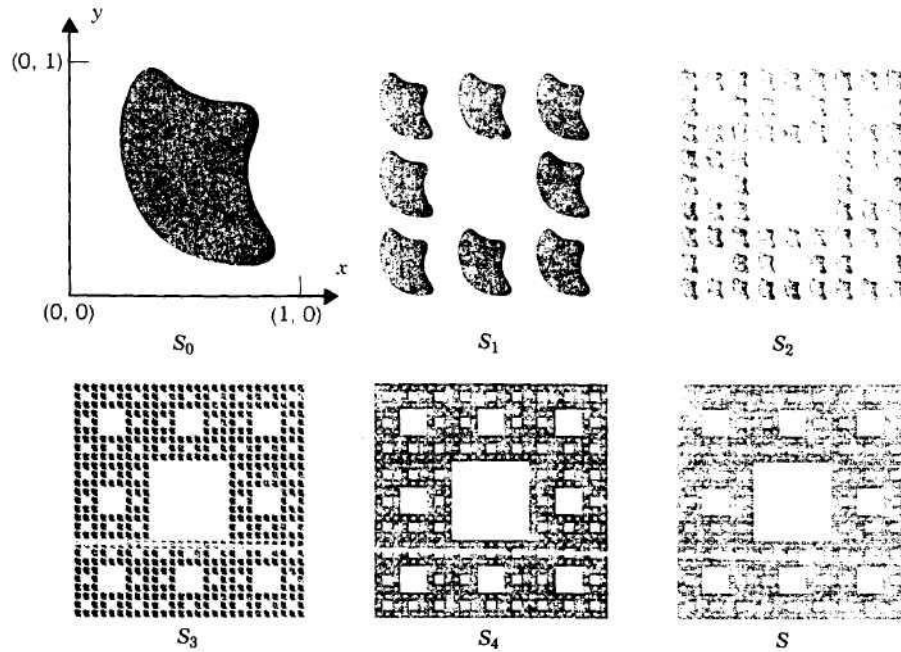 y
(0, 1)
x
(0, 0) (1, 0)
S₀ S₁ S₂
S₃ S₄ S